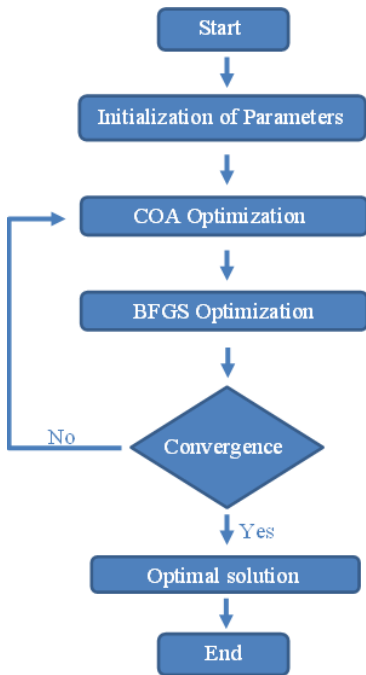 Start
Initialization of Parameters
COA Optimization
BFGS Optimization
Convergence
No
Yes
Optimal solution
End